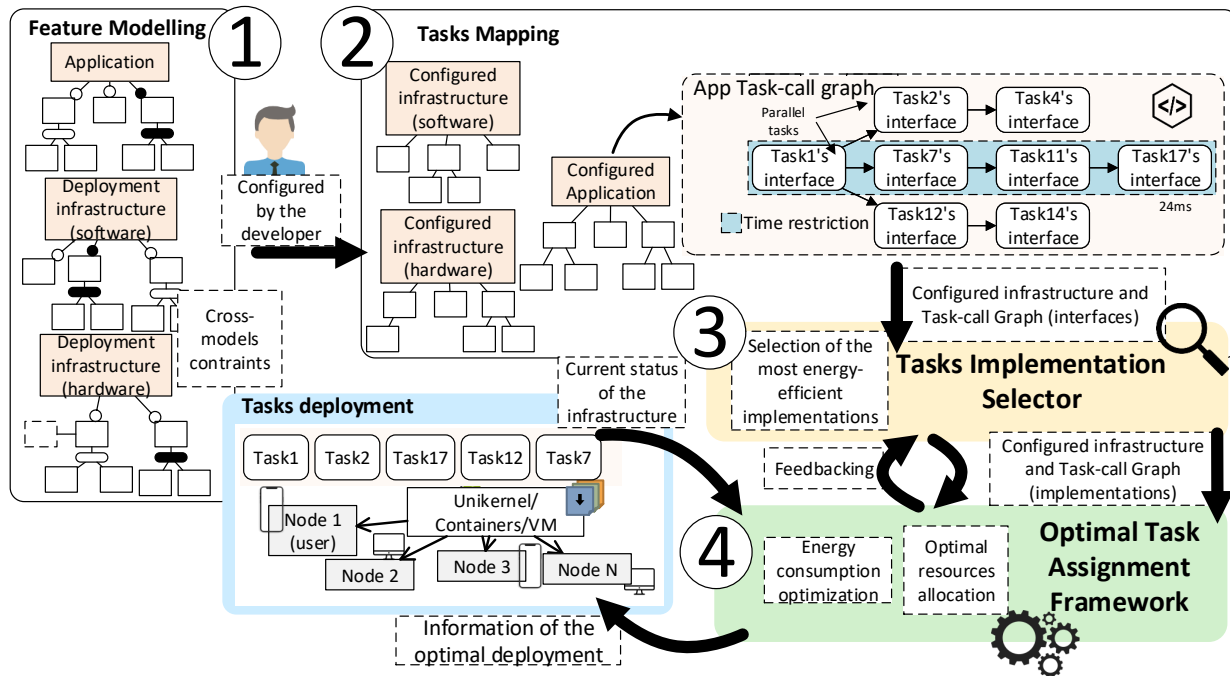 Feature Modelling
1
Application
Deployment
infrastructure
(software)
Deployment
infrastructure
(hardware)
Cross-
models
contraints
Configured
by the
developer
2
Tasks Mapping
Configured
infrastructure
(software)
Configured
infrastructure
(hardware)
Configured
Application
App Task-call graph
Parallel
tasks
Task1's
interface
Task2's
interface
Task4's
interface
Task7's
interface
Task11's
interface
Task17's
interface
Task12's
interface
Task14's
interface
24ms
Time restriction
</>
Configured infrastructure and
Task-call Graph (interfaces)
3
Selection of the
most energy-
efficient
implementations
Tasks Implementation
Selector
Current status
of the
infrastructure
Feedbacking
Configured infrastructure
and Task-call Graph
(implementations)
4
Energy
consumption
optimization
Optimal
resources
allocation
Optimal Task
Assignment
Framework
Tasks deployment
Task1
Task2
Task17
Task12
Task7
Unikernel/
Containers/VM
Node 1
(user)
Node 2
Node 3
Node N
Information of the
optimal deployment